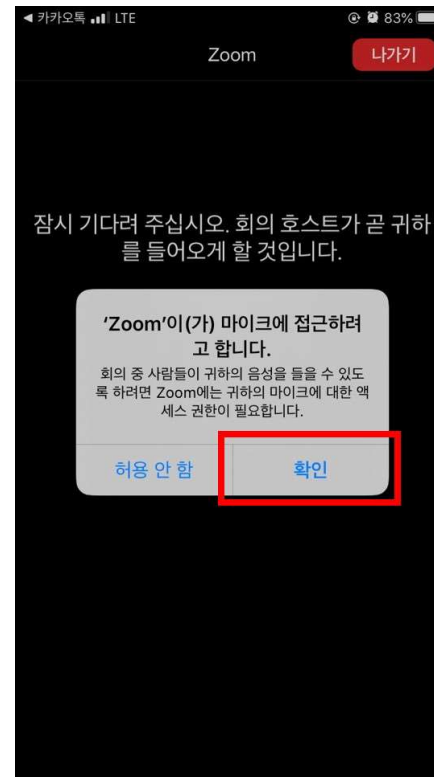 ◀ 카카오톡 LTE 83%
Zoom 나가기
잠시 기다려 주십시오. 회의 호스트가 곧 귀하
를 들어오게 할 것입니다.
‘Zoom’이(가) 마이크에 접근하려
고 합니다.
회의 중 사람들이 귀하의 음성을 들을 수 있도
록 하려면 Zoom에는 귀하의 마이크에 대한 액
세스 권한이 필요합니다.
허용 안 함 확인